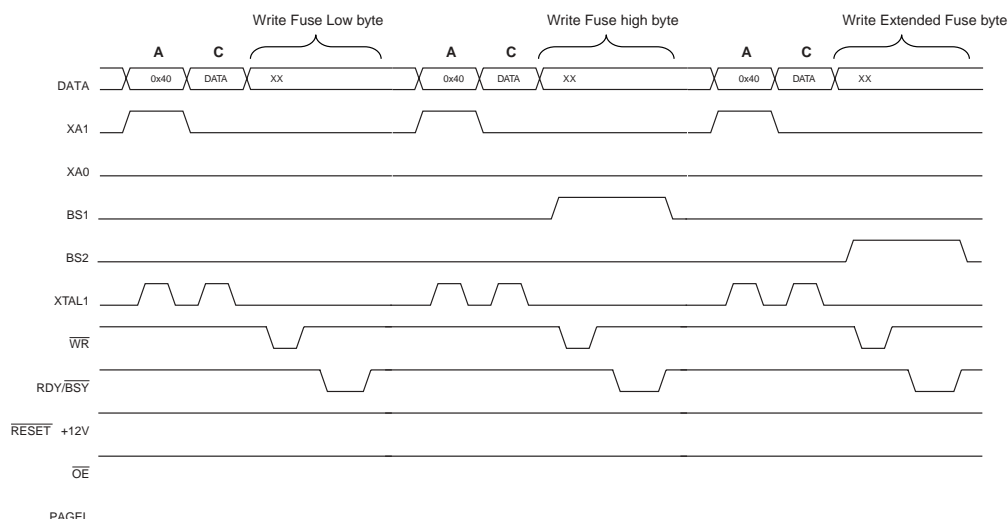 Write Fuse Low byte Write Fuse high byte Write Extended Fuse byte
A C A C A C
DATA 0x40 DATA XX 0x40 DATA XX 0x40 DATA XX
XA1
XA0
BS1
BS2
XTAL1
WR
RDY/BSY
RESET +12V
OE
PAGEL